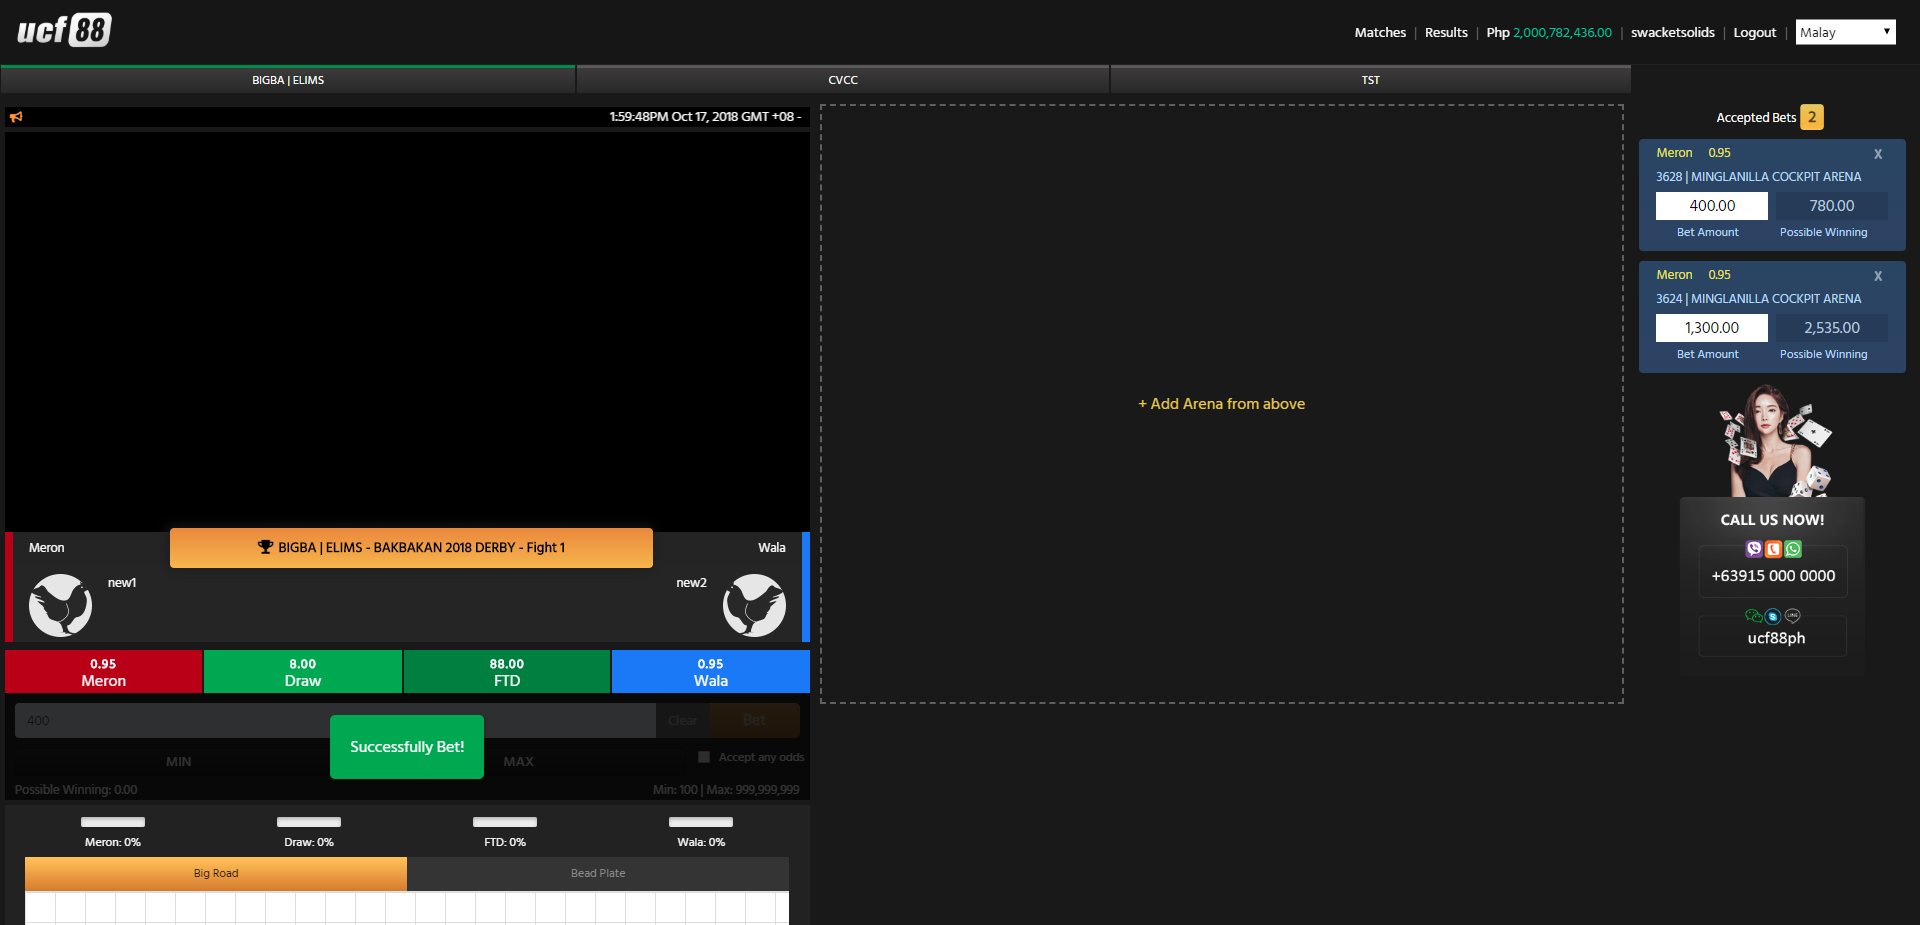 ucf88
Matches | Results | Php 2,000,782,436.00 | swacketsolids | Logout | Malay
BIGBA | ELIMS
CVCC
TST
1:59:48PM Oct 17, 2018 GMT +08 -
Meron
BIGBA | ELIMS - BAKBAKAN 2018 DERBY - Fight 1
Wala
new1
new2
0.95
Meron
8.00
Draw
88.00
FTD
0.95
Wala
400
Clear
Bet
Successfully Bet!
MIN
MAX
Accept any odds
Possible Winning: 0.00
Min: 100 | Max: 999,999,999
Meron: 0%
Draw: 0%
FTD: 0%
Wala: 0%
Big Road
Bead Plate
+ Add Arena from above
Accepted Bets 2
Meron 0.95 X
3628 | MINGLANILLA COCKPIT ARENA
400.00 780.00
Bet Amount Possible Winning
Meron 0.95 X
3624 | MINGLANILLA COCKPIT ARENA
1,300.00 2,535.00
Bet Amount Possible Winning
CALL US NOW!
+63915 000 0000
LINE
ucf88ph